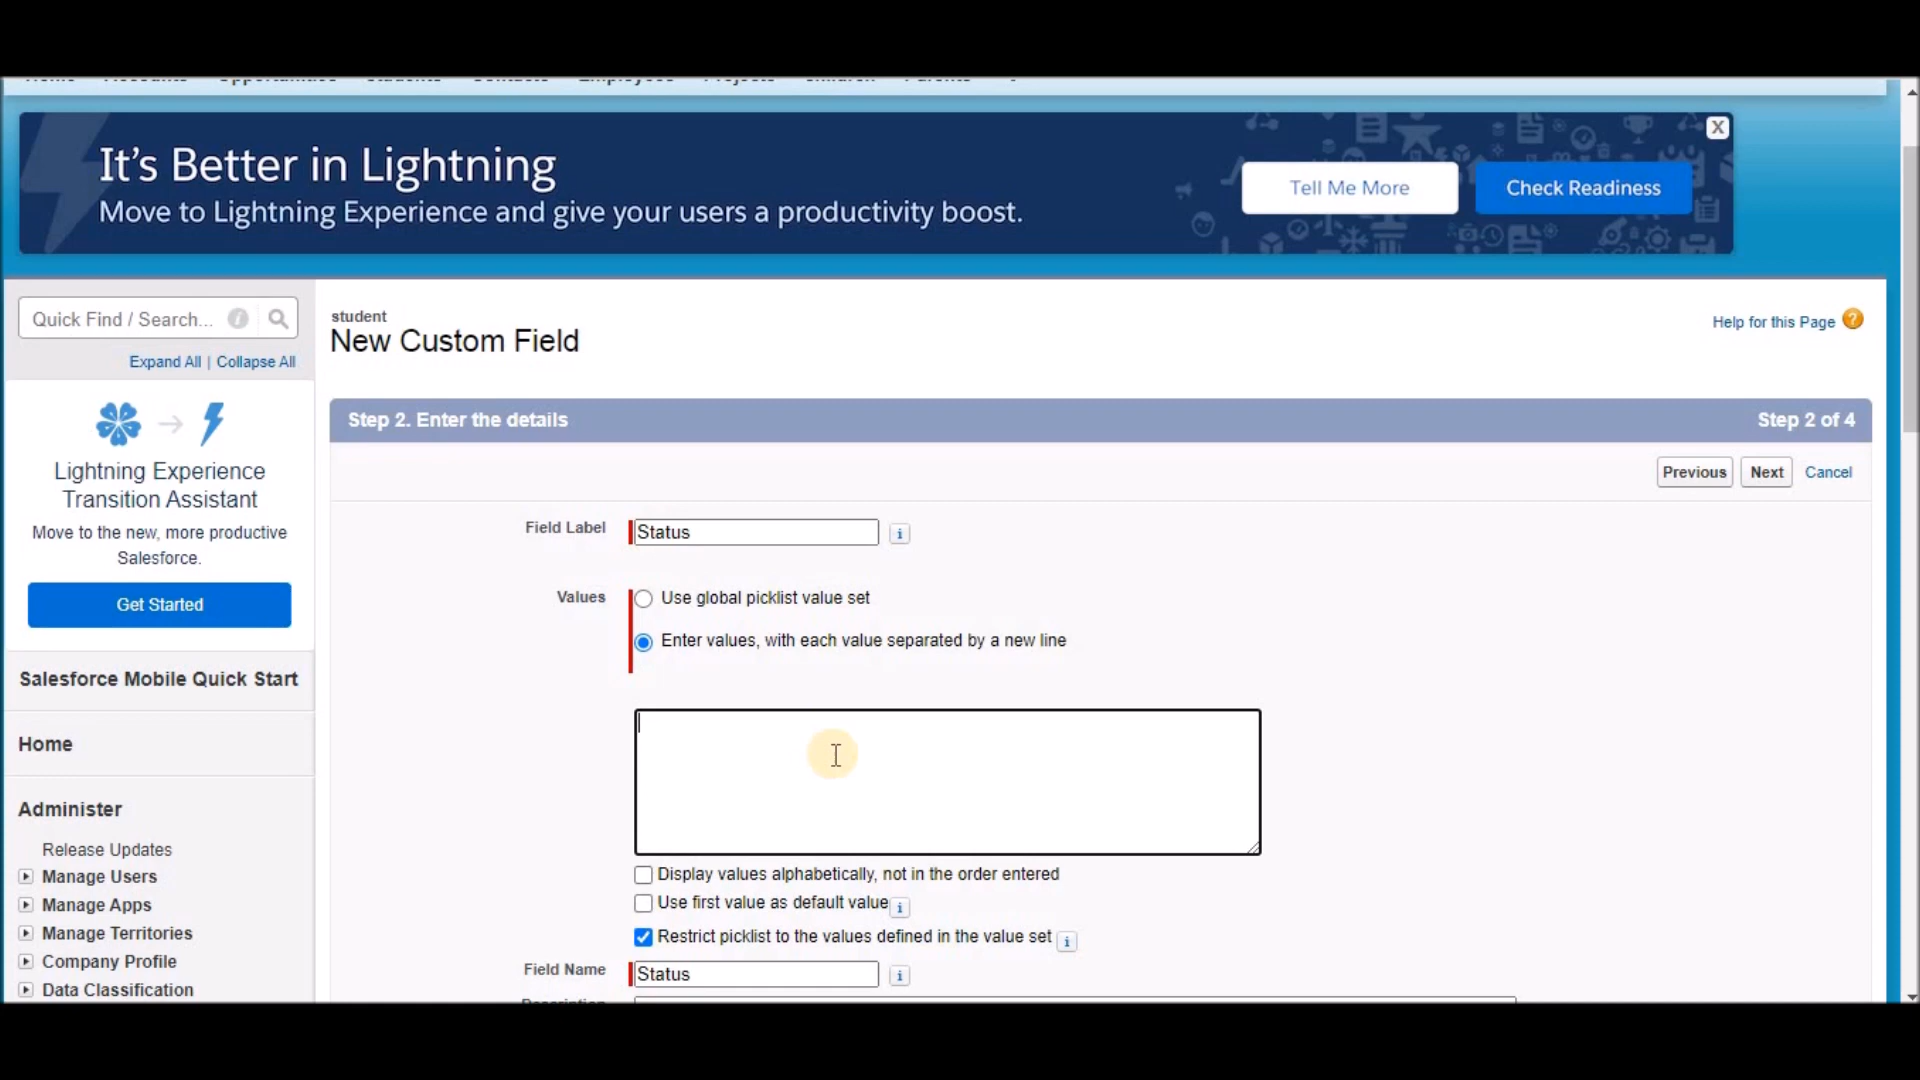 It's Better in Lightning
Move to Lightning Experience and give your users a productivity boost.
Tell Me More
Check Readiness
X
Quick Find / Search...
Expand All | Collapse All
Lightning Experience
Transition Assistant
Move to the new, more productive
Salesforce.
Get Started
Salesforce Mobile Quick Start
Home
Administer
Release Updates
Manage Users
Manage Apps
Manage Territories
Company Profile
Data Classification
student
New Custom Field
Help for this Page ?
Step 2. Enter the details
Step 2 of 4
Previous
Next
Cancel
Field Label
Status
i
Values
Use global picklist value set
Enter values, with each value separated by a new line
Display values alphabetically, not in the order entered
Use first value as default value
i
Restrict picklist to the values defined in the value set
i
Field Name
Status
i